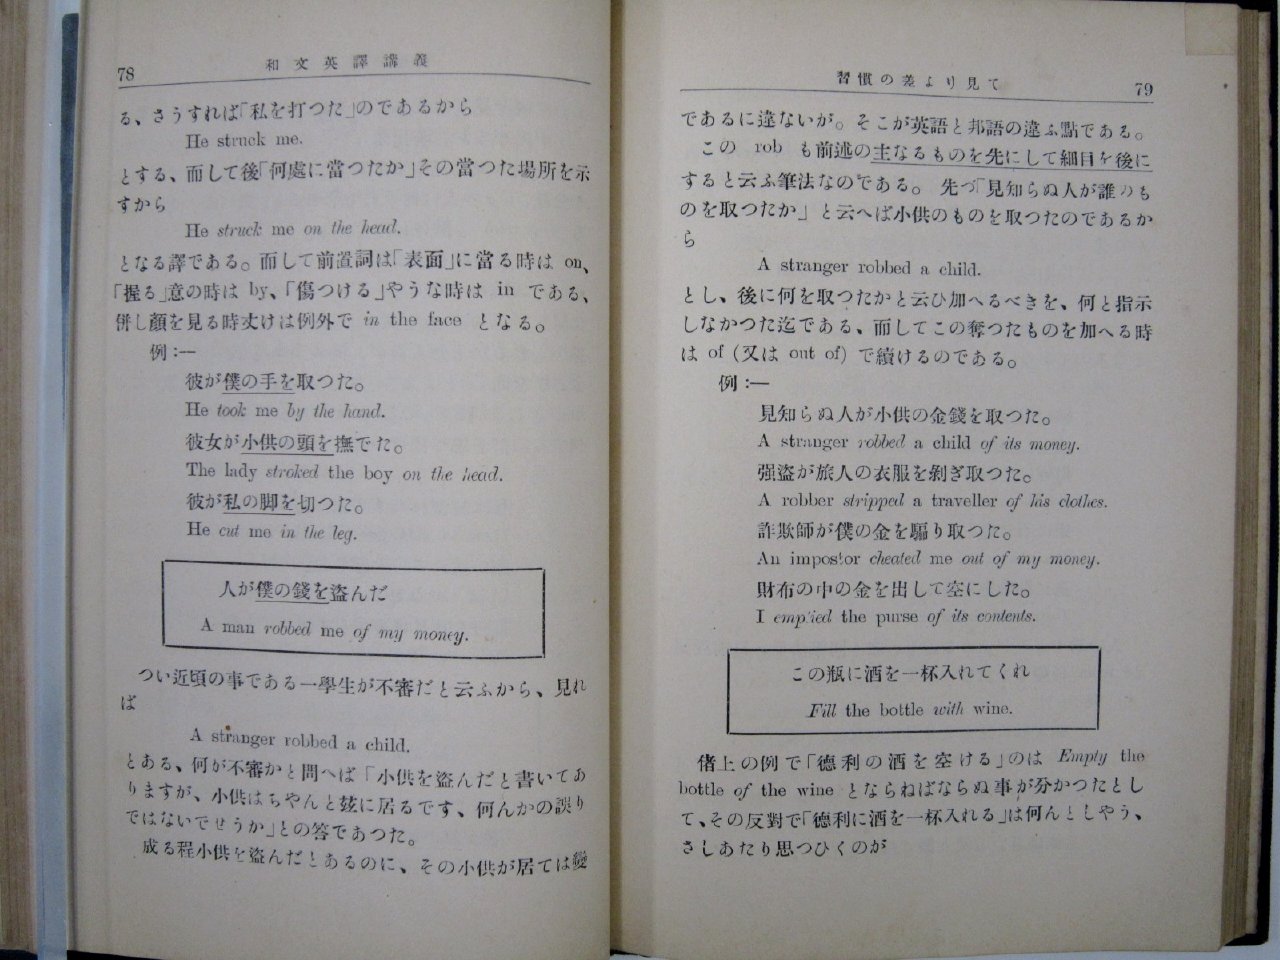 78
和文英譯講義
る、さうすれば「私を打つた」のであるから
He struck me.
とする、而して後「何處に當つたか」その當つた場所を示
すから
He struck me on the head.
となる譯である。而して前置詞は「表面」に當る時は on、
「握る」意の時は by、「傷つける」やうな時は in である、
併し顏を見る時丈けは例外で in the face となる。
例：—
彼が僕の手を取つた。
He took me by the hand.
彼女が小供の頭を撫でた。
The lady stroked the boy on the head.
彼が私の脚を切つた。
He cut me in the leg.
人が僕の錢を盜んだ
A man robbed me of my money.
つい近頃の事である一學生が不審だと云ふから、見れ
ば
A stranger robbed a child.
とある、何が不審かと問へば「小供を盜んだと書いてあ
りますが、小供はちやんと玆に居るです、何んかの誤り
ではないでせうか」との答であつた。
成る程小供を盜んだとあるのに、その小供が居ては變
習慣の差より見て
79
であるに違ないが。そこが英語と邦語の違ふ點である。
この rob も前述の主なるものを先にして細目を後に
すると云ふ筆法なのである。先づ「見知らぬ人が誰のも
のを取つたか」と云へば小供のものを取つたのであるか
ら
A stranger robbed a child.
とし、後に何を取つたかと云ひ加へるべきを、何と指示
しなかつた迄である、而してこの奪つたものを加へる時
は of (又は out of) で續けるのである。
例：—
見知らぬ人が小供の金錢を取つた。
A stranger robbed a child of its money.
强盜が旅人の衣服を剝ぎ取つた。
A robber stripped a traveller of his clothes.
詐欺師が僕の金を騙り取つた。
An impostor cheated me out of my money.
財布の中の金を出して空にした。
I emptied the purse of its contents.
この瓶に酒を一杯入れてくれ
Fill the bottle with wine.
偖上の例で「德利の酒を空ける」のは Empty the
bottle of the wine とならねばならぬ事が分かつたとし
て、その反對で「德利に酒を一杯入れる」は何んとしやう、
さしあたり思つひくのが